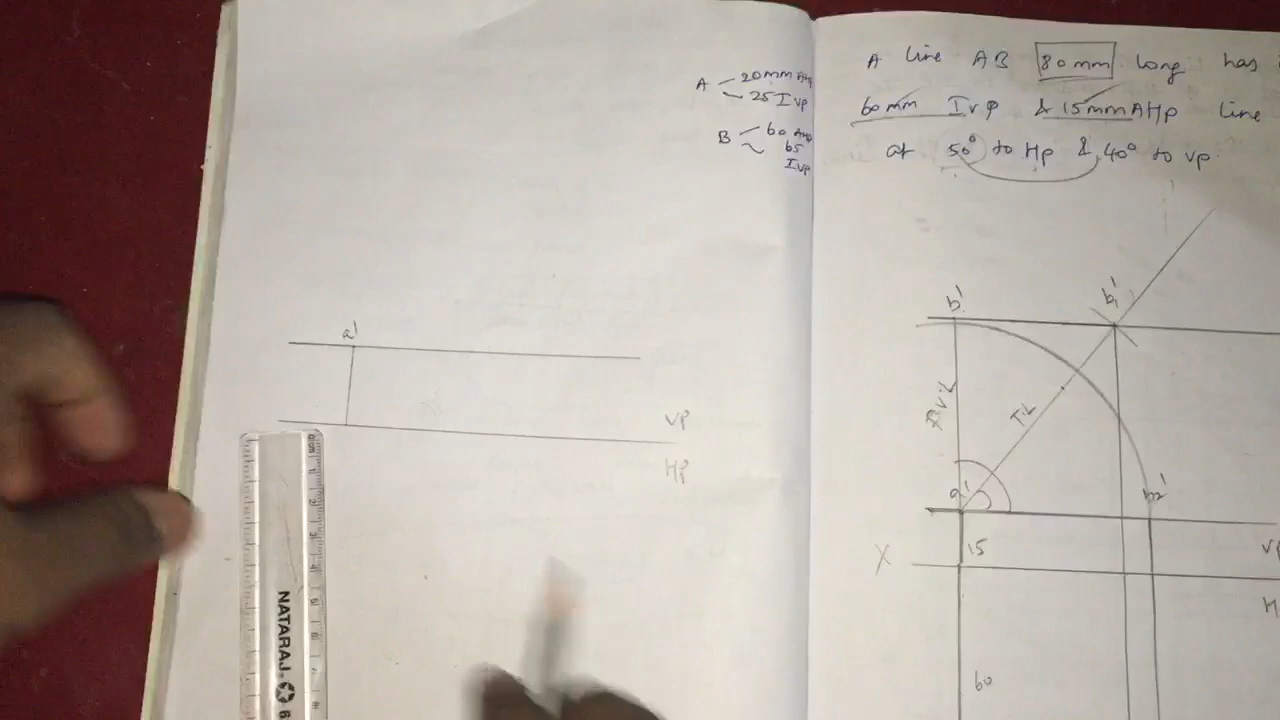 A 20mm AHP
25 IVP
B 60 AHP
65
IVP
a'
VP
HP
NATARAJ
A line AB 80mm long has
60mm IVP & 15mm AHP line
at 50° to HP & 40° to VP.
b'
b1'
T.L
a'
b2'
15
X
60